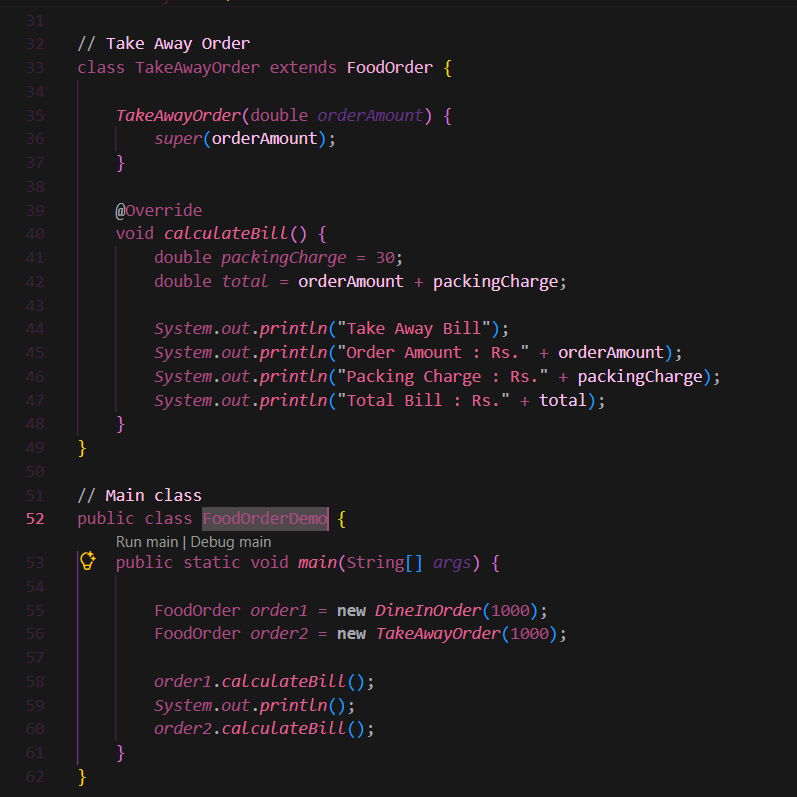 31
32 // Take Away Order
33 class TakeAwayOrder extends FoodOrder {
34
35 TakeAwayOrder(double orderAmount) {
36 super(orderAmount);
37 }
38
39 @Override
40 void calculateBill() {
41 double packingCharge = 30;
42 double total = orderAmount + packingCharge;
43
44 System.out.println("Take Away Bill");
45 System.out.println("Order Amount : Rs." + orderAmount);
46 System.out.println("Packing Charge : Rs." + packingCharge);
47 System.out.println("Total Bill : Rs." + total);
48 }
49 }
50
51 // Main class
52 public class FoodOrderDemo {
Run main | Debug main
53 public static void main(String[] args) {
54
55 FoodOrder order1 = new DineInOrder(1000);
56 FoodOrder order2 = new TakeAwayOrder(1000);
57
58 order1.calculateBill();
59 System.out.println();
60 order2.calculateBill();
61 }
62 }